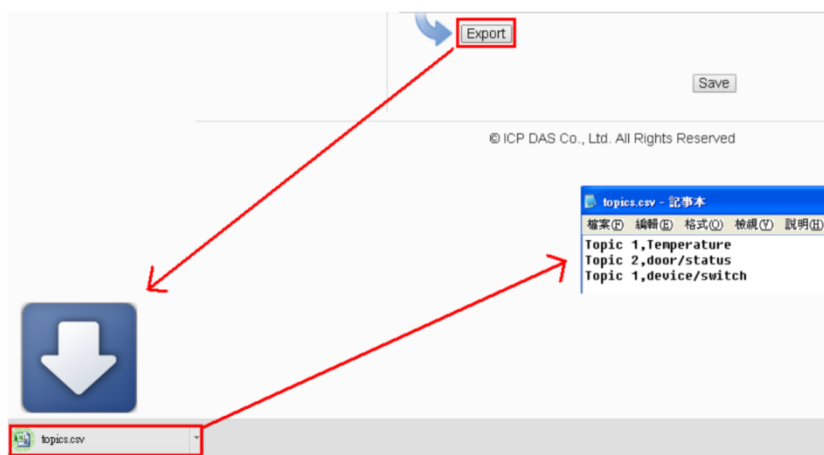 Export
Save
© ICP DAS Co., Ltd. All Rights Reserved
topics.csv - 記事本
檔案(F) 編輯(E) 格式(O) 檢視(V) 說明(H)
Topic 1,Temperature
Topic 2,door/status
Topic 1,device/switch
topics.csv